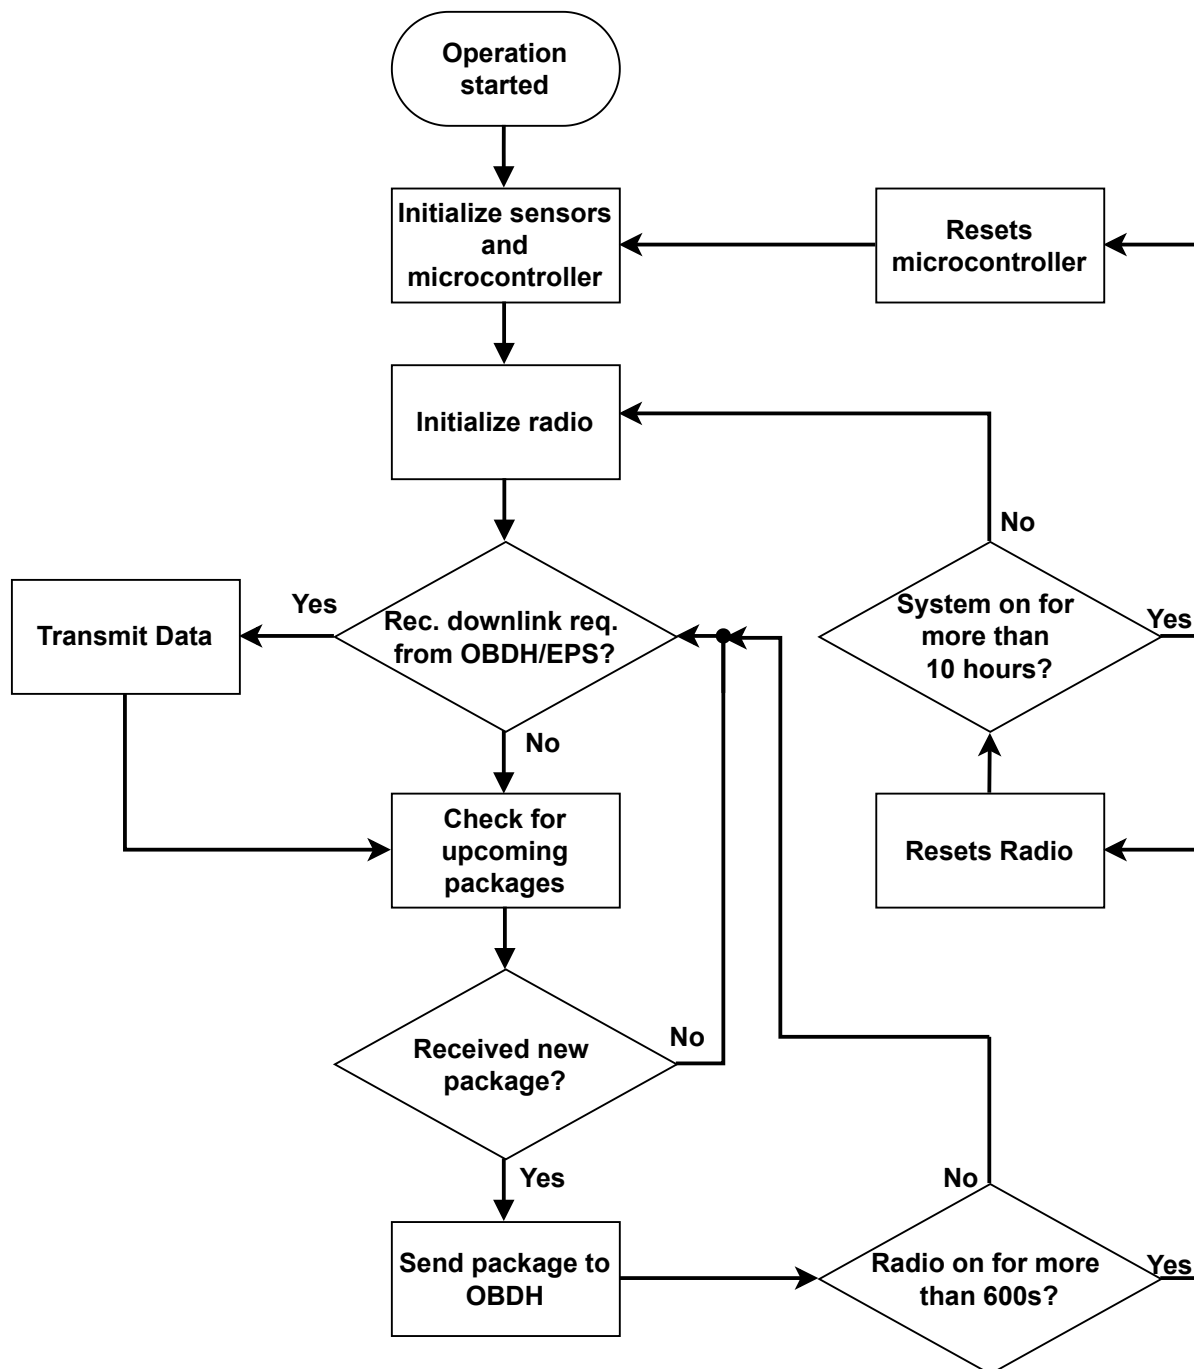 Operation
started
Initialize sensors
and
microcontroller
Resets
microcontroller
Initialize radio
No
Yes
Transmit Data
Rec. downlink req.
from OBDH/EPS?
System on for
more than
10 hours?
Yes
No
Check for
upcoming
packages
Resets Radio
Received new
package?
No
Yes
No
Send package to
OBDH
Radio on for more
than 600s?
Yes